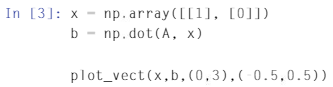 In [3]: x = np.array([[1], [0]])
b = np.dot(A, x)
plot_vect(x,b,(0,3),(-0.5,0.5))